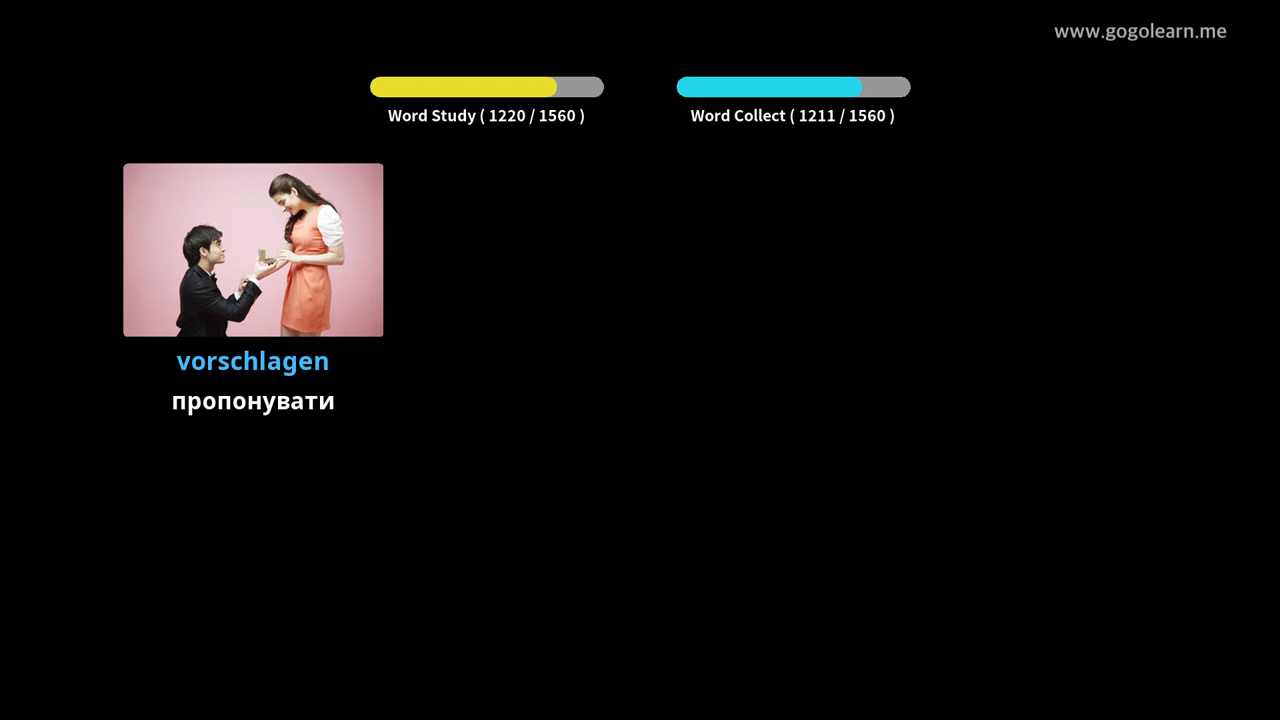 www.gogolearn.me
Word Study ( 1220 / 1560 )
Word Collect ( 1211 / 1560 )
vorschlagen
пропонувати